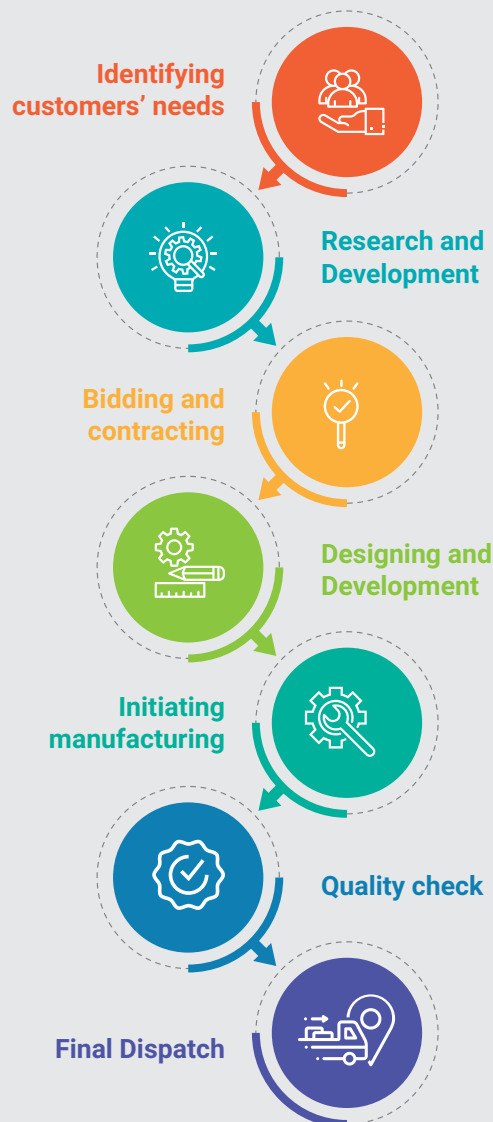 Identifying
customers’ needs
Research and
Development
Bidding and
contracting
Designing and
Development
Initiating
manufacturing
Quality check
Final Dispatch